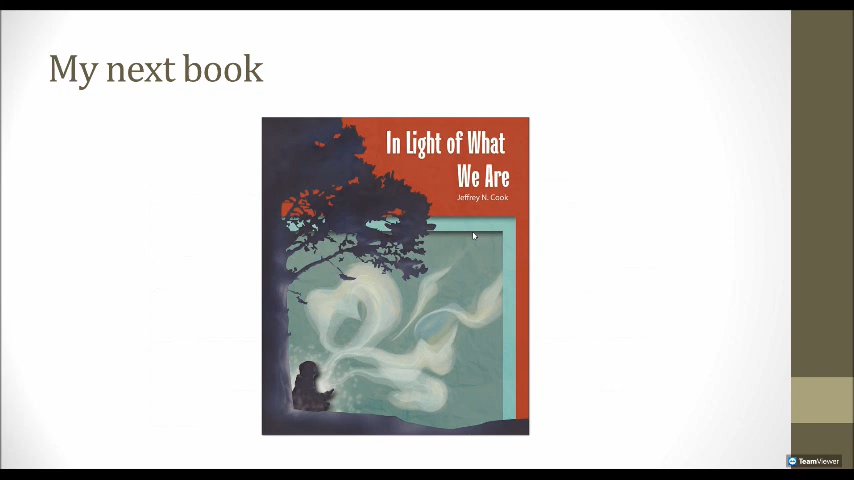 My next book
In Light of What
We Are
Jeffrey N. Cook
TeamViewer